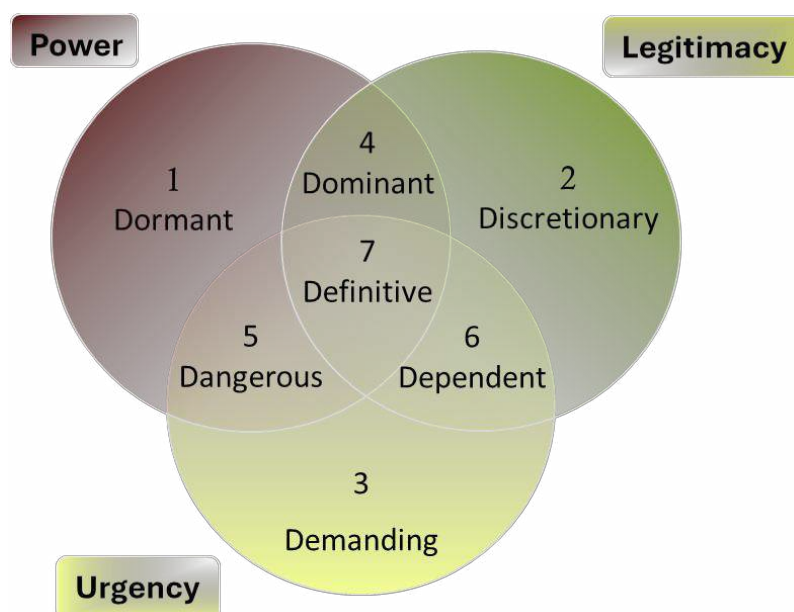 Power
Legitimacy
4
Dominant
1
Dormant
2
Discretionary
7
Definitive
5
Dangerous
6
Dependent
3
Demanding
Urgency